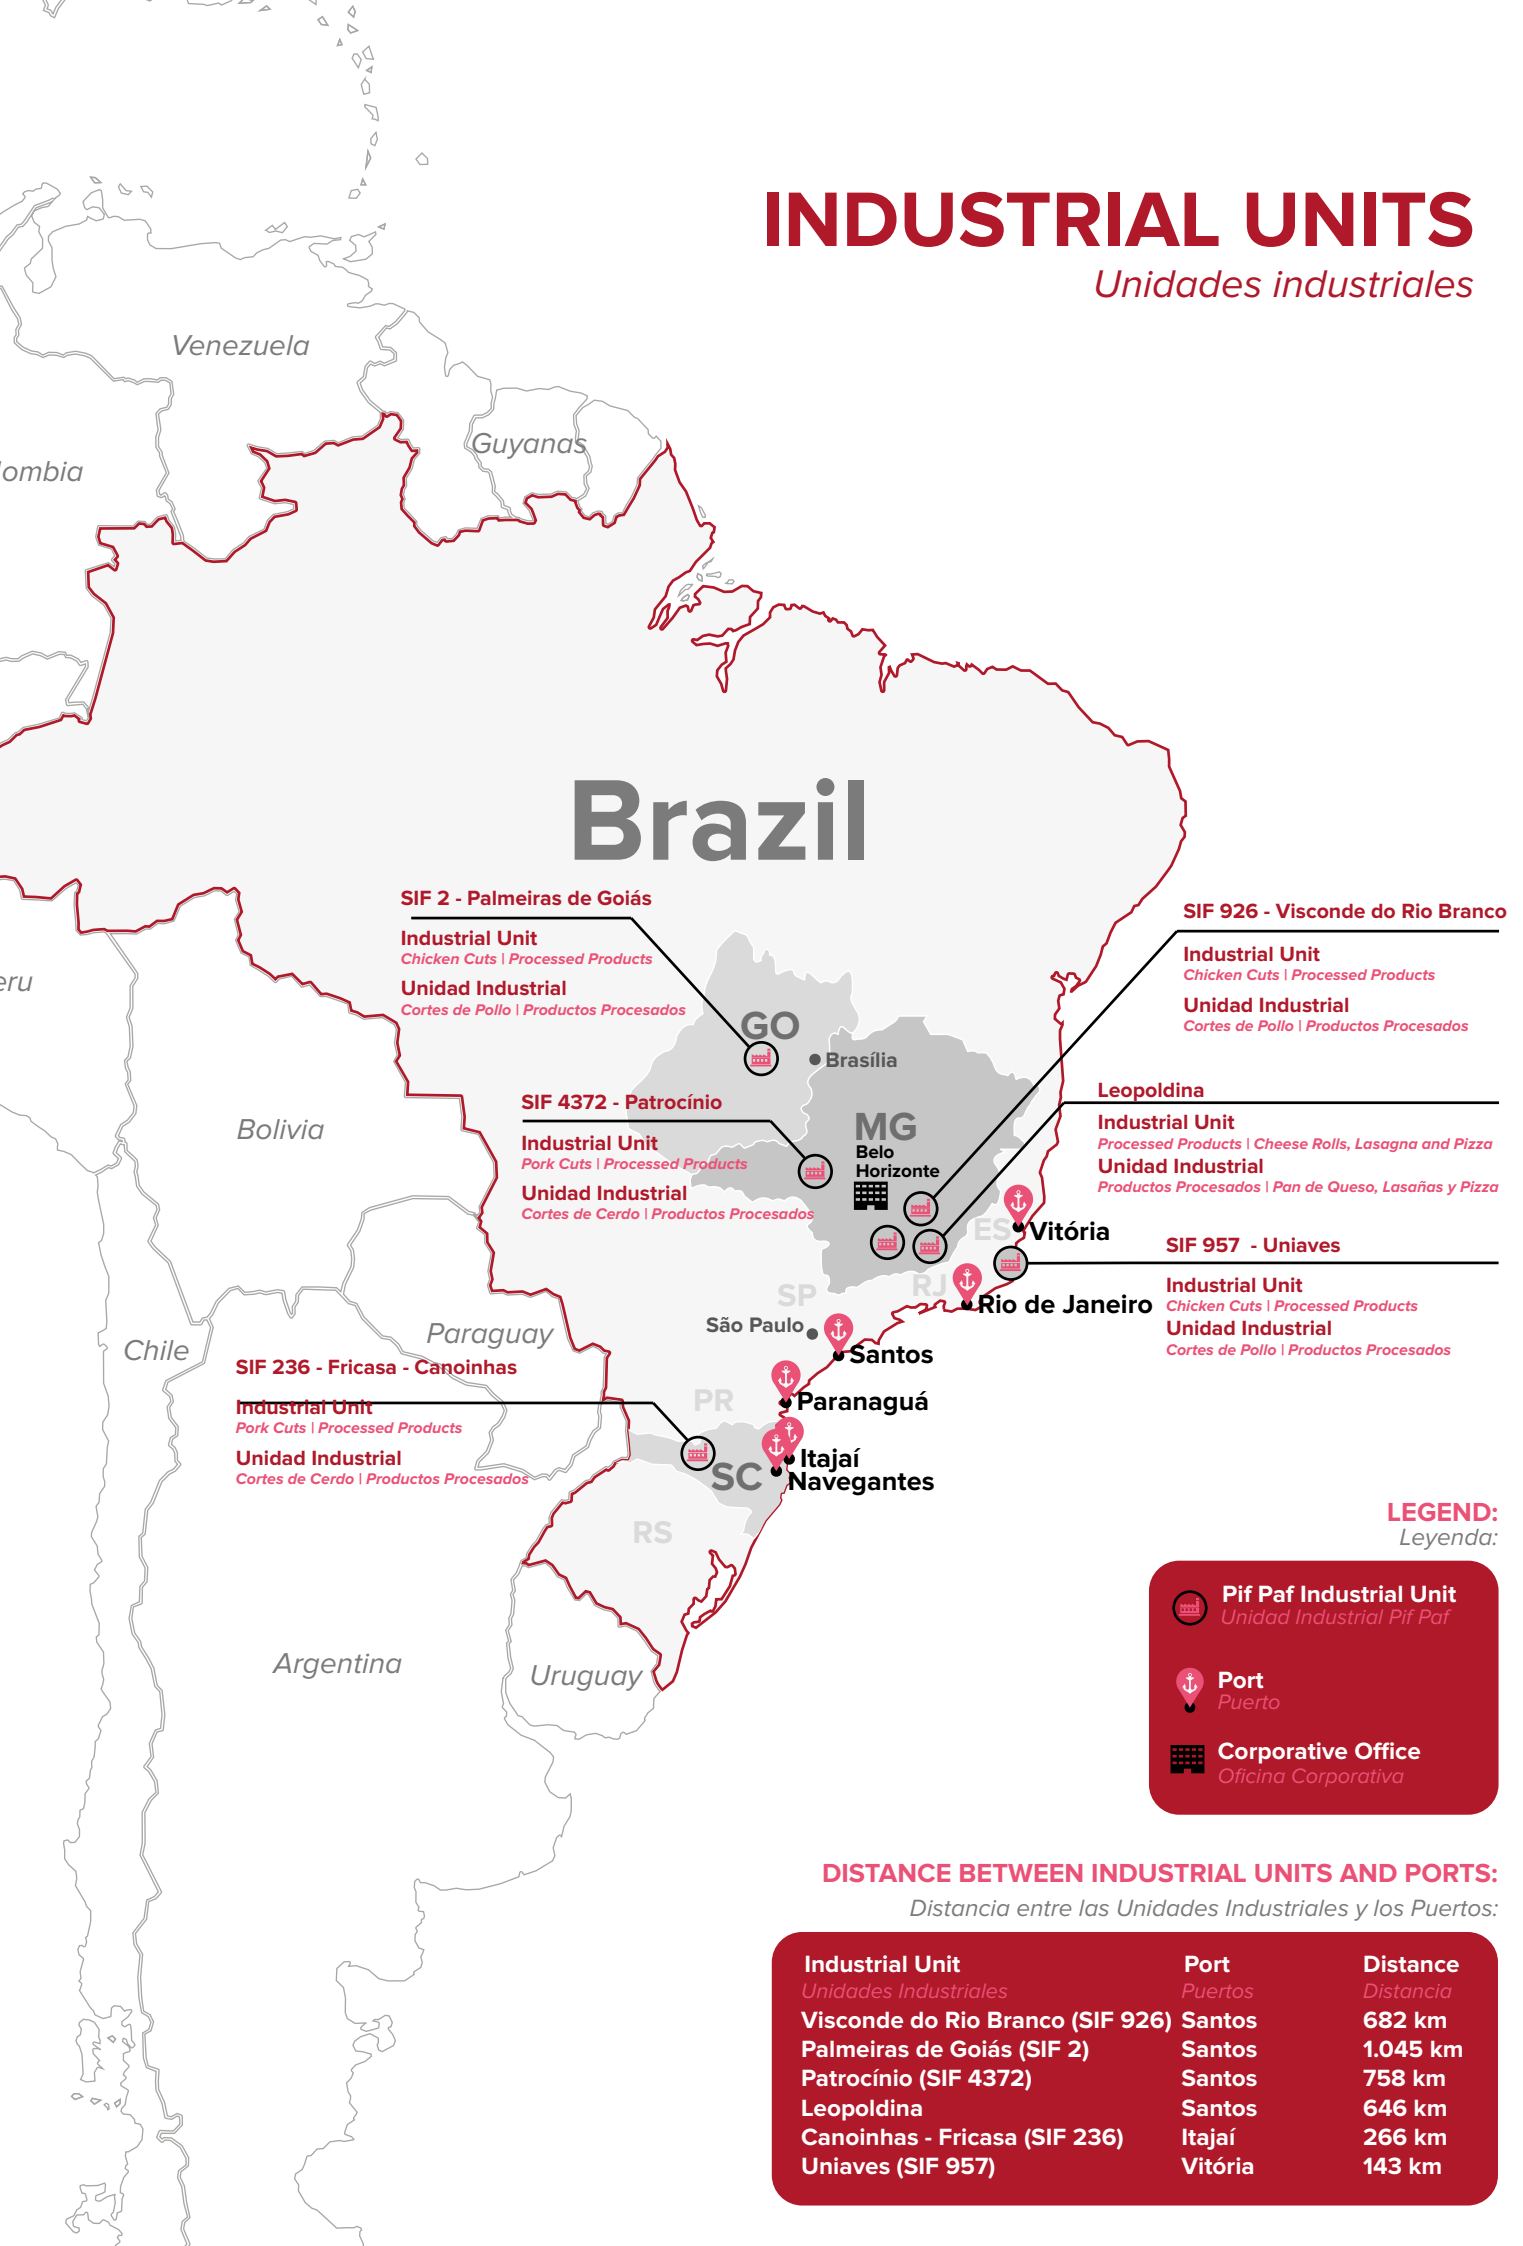 INDUSTRIAL UNITS
Unidades industriales
Venezuela
Guyanas
ombia
Brazil
SIF 2 - Palmeiras de Goiás
Industrial Unit
Chicken Cuts | Processed Products
Unidad Industrial
Cortes de Pollo | Productos Procesados
SIF 926 - Visconde do Rio Branco
Industrial Unit
Chicken Cuts | Processed Products
Unidad Industrial
Cortes de Pollo | Productos Procesados
eru
GO
Brasília
Leopoldina
Industrial Unit
Processed Products | Cheese Rolls, Lasagna and Pizza
Unidad Industrial
Productos Procesados | Pan de Queso, Lasañas y Pizza
SIF 4372 - Patrocínio
Industrial Unit
Pork Cuts | Processed Products
Unidad Industrial
Cortes de Cerdo | Productos Procesados
Bolivia
MG
Belo
Horizonte
ES
Vitória
SIF 957 - Uniaves
Industrial Unit
Chicken Cuts | Processed Products
Unidad Industrial
Cortes de Pollo | Productos Procesados
SP
RJ
Rio de Janeiro
São Paulo
Santos
Chile
Paraguay
SIF 236 - Fricasa - Canoinhas
Industrial Unit
Pork Cuts | Processed Products
Unidad Industrial
Cortes de Cerdo | Productos Procesados
PR
Paranaguá
Itajaí
SC
Navegantes
RS
Argentina
Uruguay
LEGEND:
Leyenda:
Pif Paf Industrial Unit
Unidad Industrial Pif Paf
Port
Puerto
Corporative Office
Oficina Corporativa
DISTANCE BETWEEN INDUSTRIAL UNITS AND PORTS:
Distancia entre las Unidades Industriales y los Puertos:
Industrial Unit Port Distance
Unidades Industriales Puertos Distancia
Visconde do Rio Branco (SIF 926) Santos 682 km
Palmeiras de Goiás (SIF 2) Santos 1.045 km
Patrocínio (SIF 4372) Santos 758 km
Leopoldina Santos 646 km
Canoinhas - Fricasa (SIF 236) Itajaí 266 km
Uniaves (SIF 957) Vitória 143 km